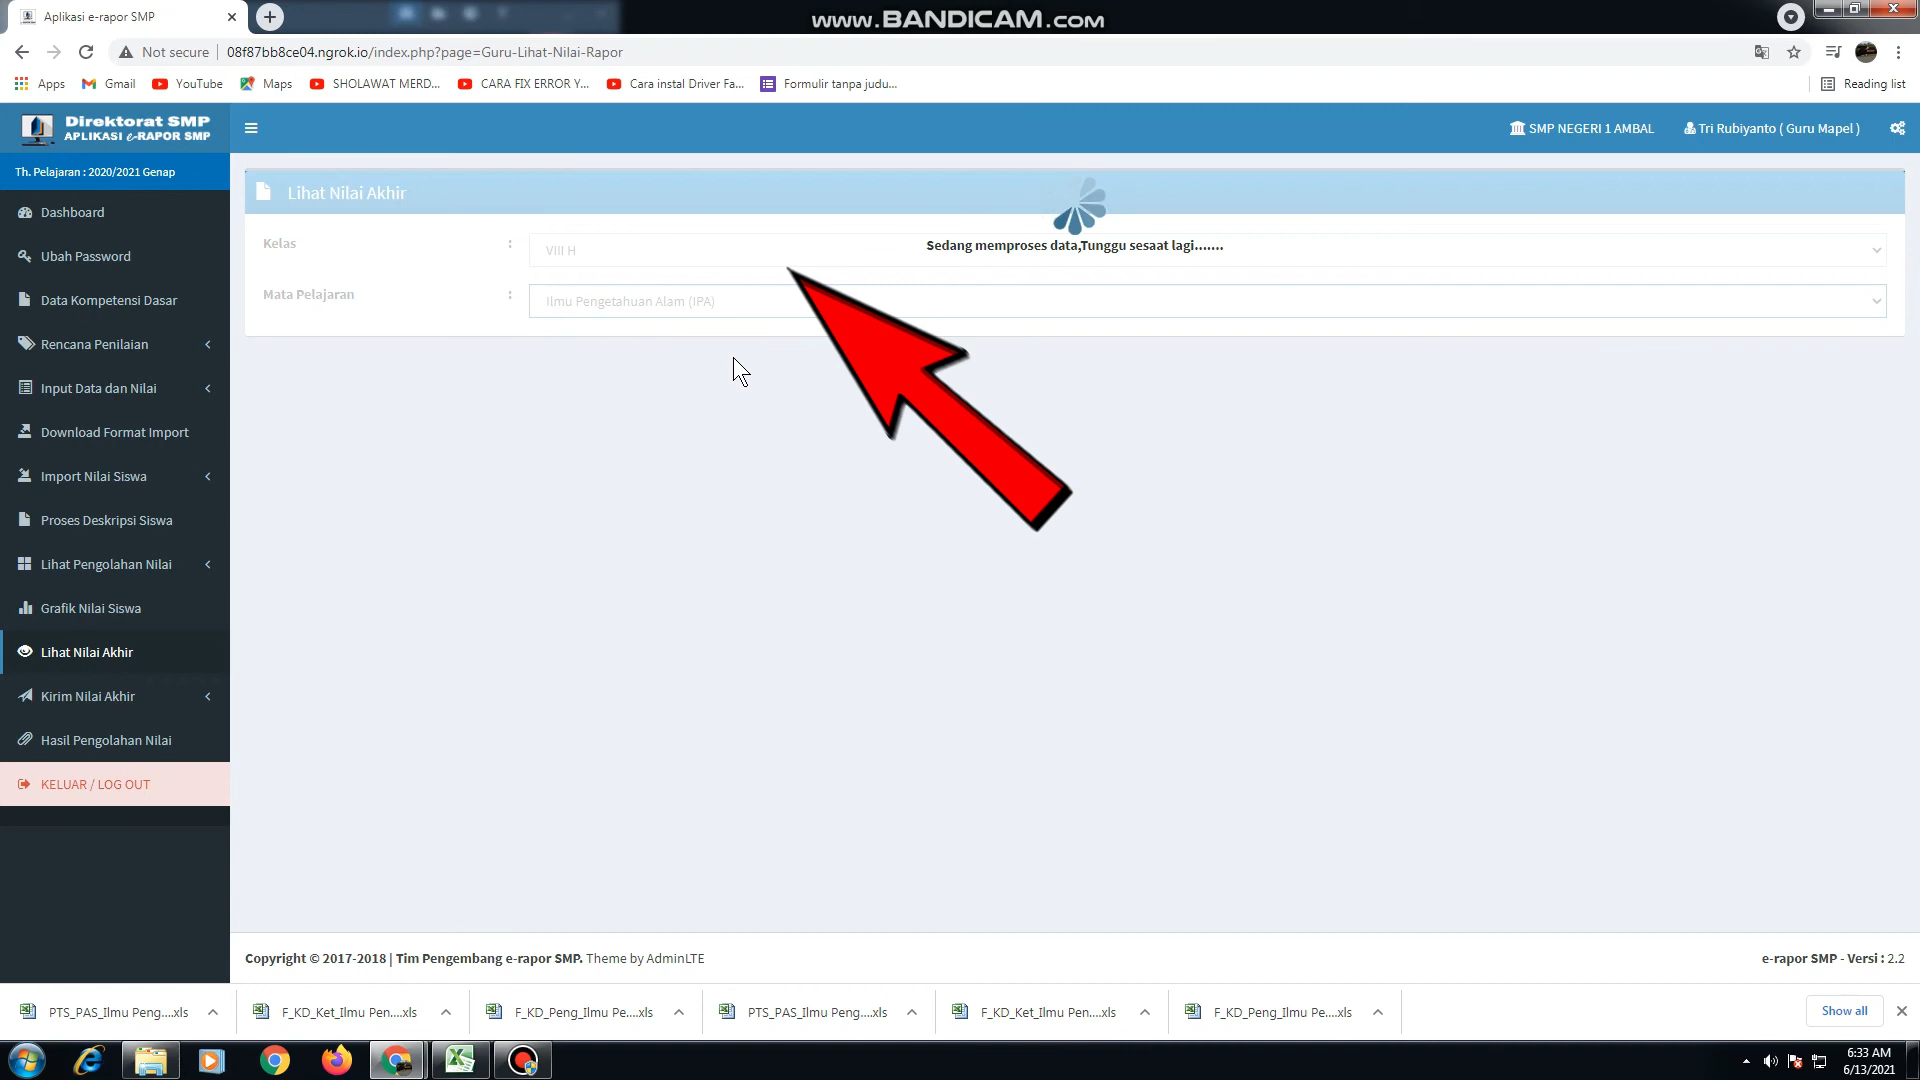 Aplikasi e-rapor SMP
www.BANDICAM.com
Not secure
08f87bb8ce04.ngrok.io/index.php?page=Guru-Lihat-Nilai-Rapor
Apps
Gmail
YouTube
Maps
SHOLAWAT MERD...
CARA FIX ERROR Y...
Cara instal Driver Fa...
Formulir tanpa judu...
Reading list
Direktorat SMP
APLIKASI e-RAPOR SMP
SMP NEGERI 1 AMBAL
Tri Rubiyanto ( Guru Mapel )
Th. Pelajaran : 2020/2021 Genap
Dashboard
Ubah Password
Data Kompetensi Dasar
Rencana Penilaian
Input Data dan Nilai
Download Format Import
Import Nilai Siswa
Proses Deskripsi Siswa
Lihat Pengolahan Nilai
Grafik Nilai Siswa
Lihat Nilai Akhir
Kirim Nilai Akhir
Hasil Pengolahan Nilai
KELUAR / LOG OUT
Lihat Nilai Akhir
Kelas : VIII H
Sedang memproses data,Tunggu sesaat lagi.......
Mata Pelajaran : Ilmu Pengetahuan Alam (IPA)
Copyright © 2017-2018 | Tim Pengembang e-rapor SMP. Theme by AdminLTE
e-rapor SMP - Versi : 2.2
PTS_PAS_Ilmu Peng....xls
F_KD_Ket_Ilmu Pen....xls
F_KD_Peng_Ilmu Pe....xls
PTS_PAS_Ilmu Peng....xls
F_KD_Ket_Ilmu Pen....xls
F_KD_Peng_Ilmu Pe....xls
Show all
6:33 AM
6/13/2021